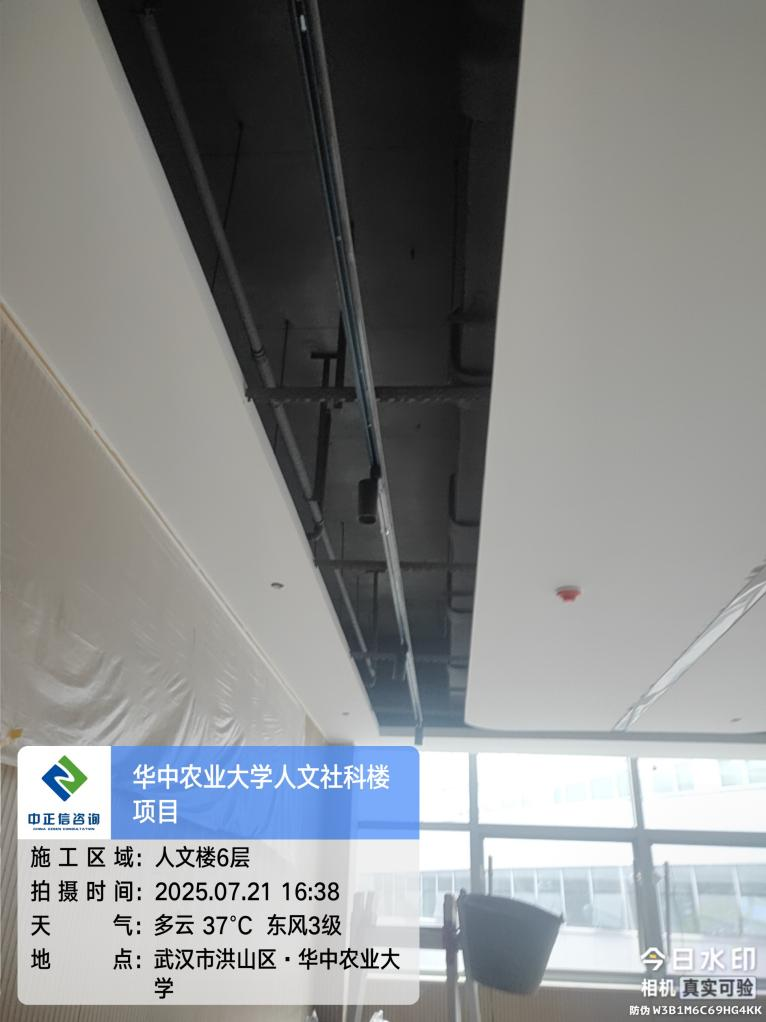 华中农业大学人文社科楼
项目
中正信咨询
CHINA ZENXIN CONSULTATION
施工区域：人文楼6层
拍摄时间：2025.07.21 16:38
天气：多云 37℃ 东风3级
地点：武汉市洪山区·华中农业大
学
今日水印
相机 真实可验
防伪 W3B1M6C69HG4KK